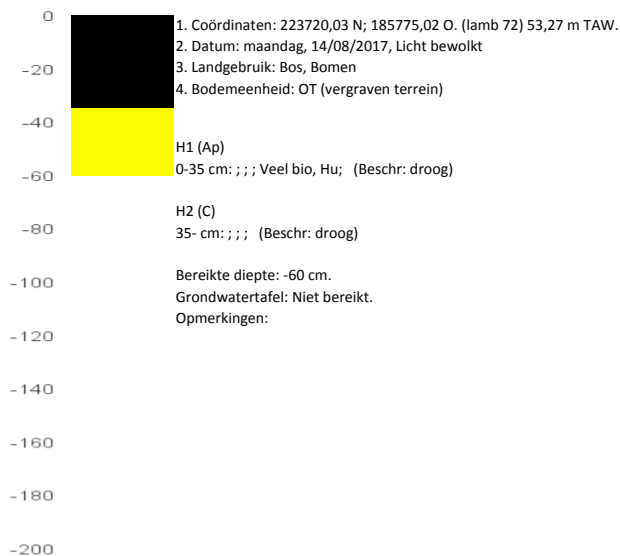 1. Coördinaten: 223720,03 N; 185775,02 O. (lamb 72) 53,27 m TAW.
2. Datum: maandag, 14/08/2017, Licht bewolkt
3. Landgebruik: Bos, Bomen
4. Bodemeenheid: OT (vergraven terrein)
H1 (Ap)
0-35 cm: ; ; ; Veel bio, Hu; (Beschr: droog)
H2 (C)
35- cm: ; ; ; (Beschr: droog)
Bereikte diepte: -60 cm.
Grondwatertafel: Niet bereikt.
Opmerkingen:
0
-20
-40
-60
-80
-100
-120
-140
-160
-180
-200